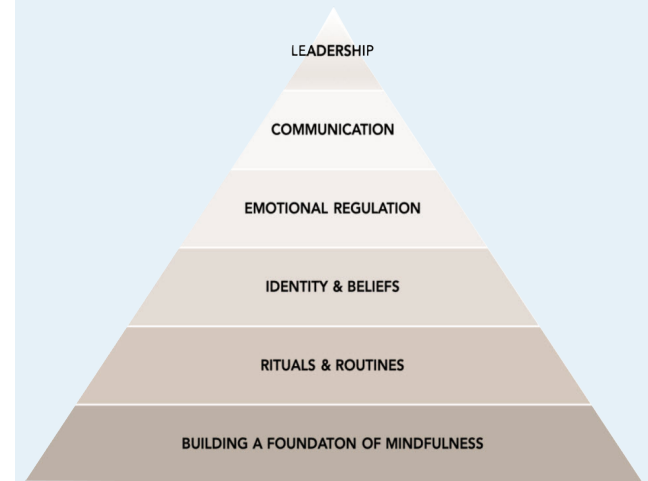 LEADERSHIP
COMMUNICATION
EMOTIONAL REGULATION
IDENTITY & BELIEFS
RITUALS & ROUTINES
BUILDING A FOUNDATON OF MINDFULNESS